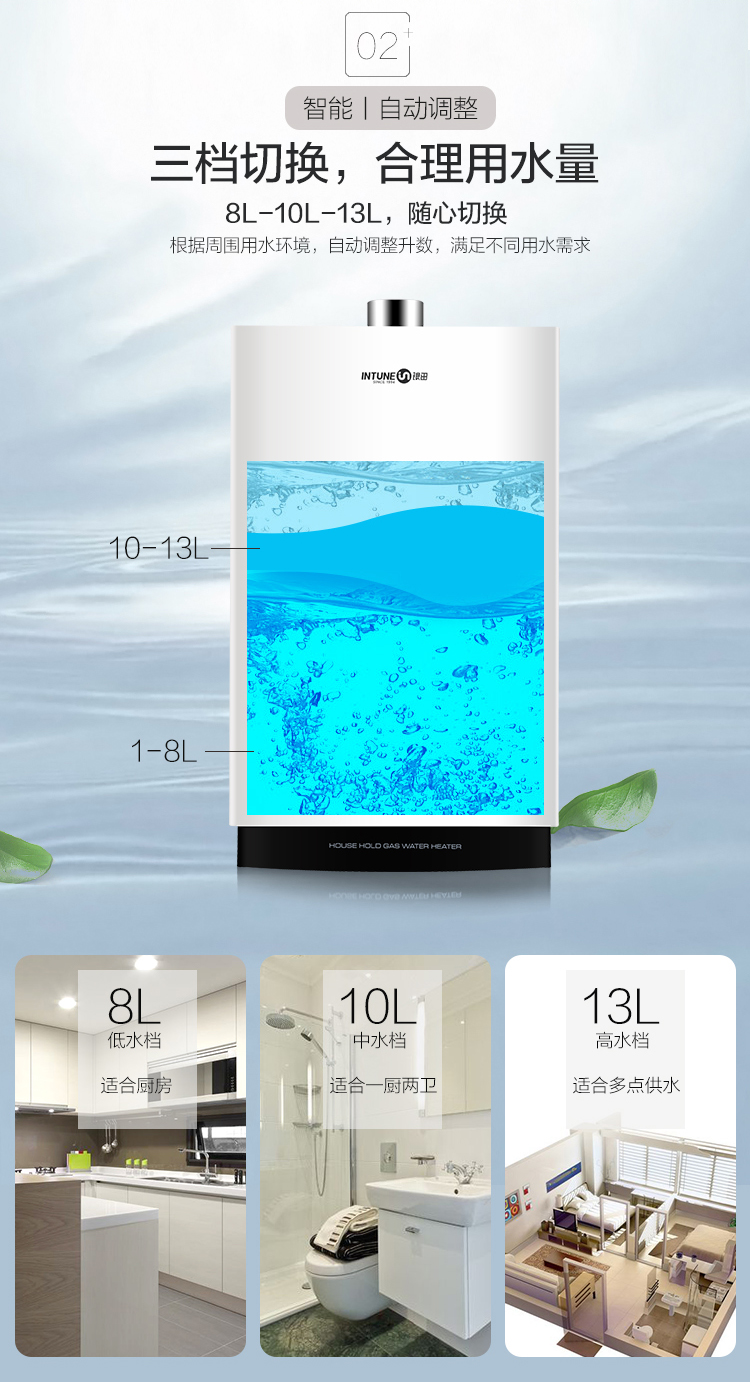 02+
智能丨自动调整
三档切换，合理用水量
8L-10L-13L，随心切换
根据周围用水环境，自动调整升数，满足不同用水需求
INTUNE 银田
SINCE 1984
10-13L
1-8L
HOUSE HOLD GAS WATER HEATER
8L
低水档
适合厨房
10L
中水档
适合一厨两卫
13L
高水档
适合多点供水